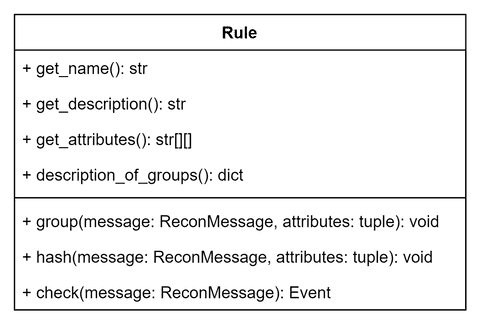 Rule
+ get_name(): str
+ get_description(): str
+ get_attributes(): str[][]
+ description_of_groups(): dict
+ group(message: ReconMessage, attributes: tuple): void
+ hash(message: ReconMessage, attributes: tuple): void
+ check(message: ReconMessage): Event